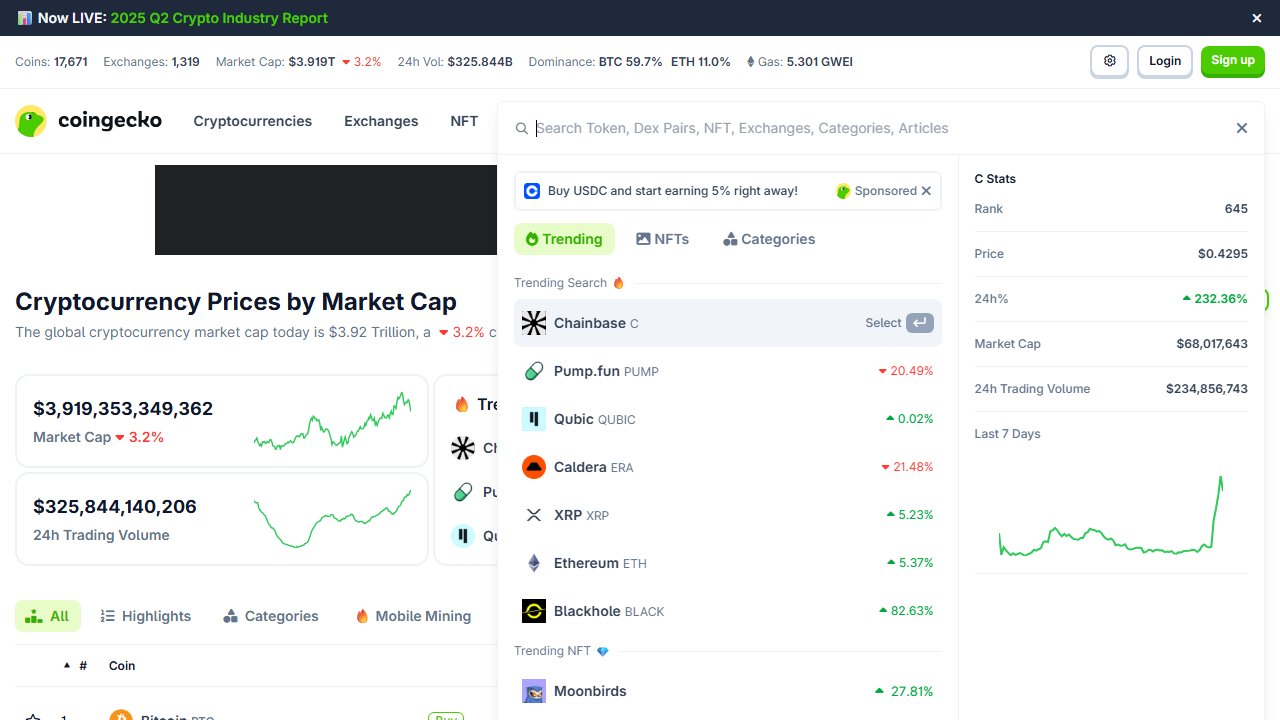 Now LIVE: 2025 Q2 Crypto Industry Report
Coins: 17,671 Exchanges: 1,319 Market Cap: $3.919T 3.2% 24h Vol: $325.844B Dominance: BTC 59.7% ETH 11.0% Gas: 5.301 GWEI
Login
Sign up
coingecko
Cryptocurrencies
Exchanges
NFT
Search Token, Dex Pairs, NFT, Exchanges, Categories, Articles
Buy USDC and start earning 5% right away!
Sponsored
Trending
NFTs
Categories
Trending Search
Chainbase C
Select
Pump.fun PUMP 20.49%
Qubic QUBIC 0.02%
Caldera ERA 21.48%
XRP XRP 5.23%
Ethereum ETH 5.37%
Blackhole BLACK 82.63%
Trending NFT
Moonbirds 27.81%
C Stats
Rank 645
Price $0.4295
24h% 232.36%
Market Cap $68,017,643
24h Trading Volume $234,856,743
Last 7 Days
Cryptocurrency Prices by Market Cap
The global cryptocurrency market cap today is $3.92 Trillion, a 3.2% c
$3,919,353,349,362
Market Cap 3.2%
$325,844,140,206
24h Trading Volume
Tre
Ch
Pu
Qu
All
Highlights
Categories
Mobile Mining
# Coin
1 Bitcoin BTC Buy